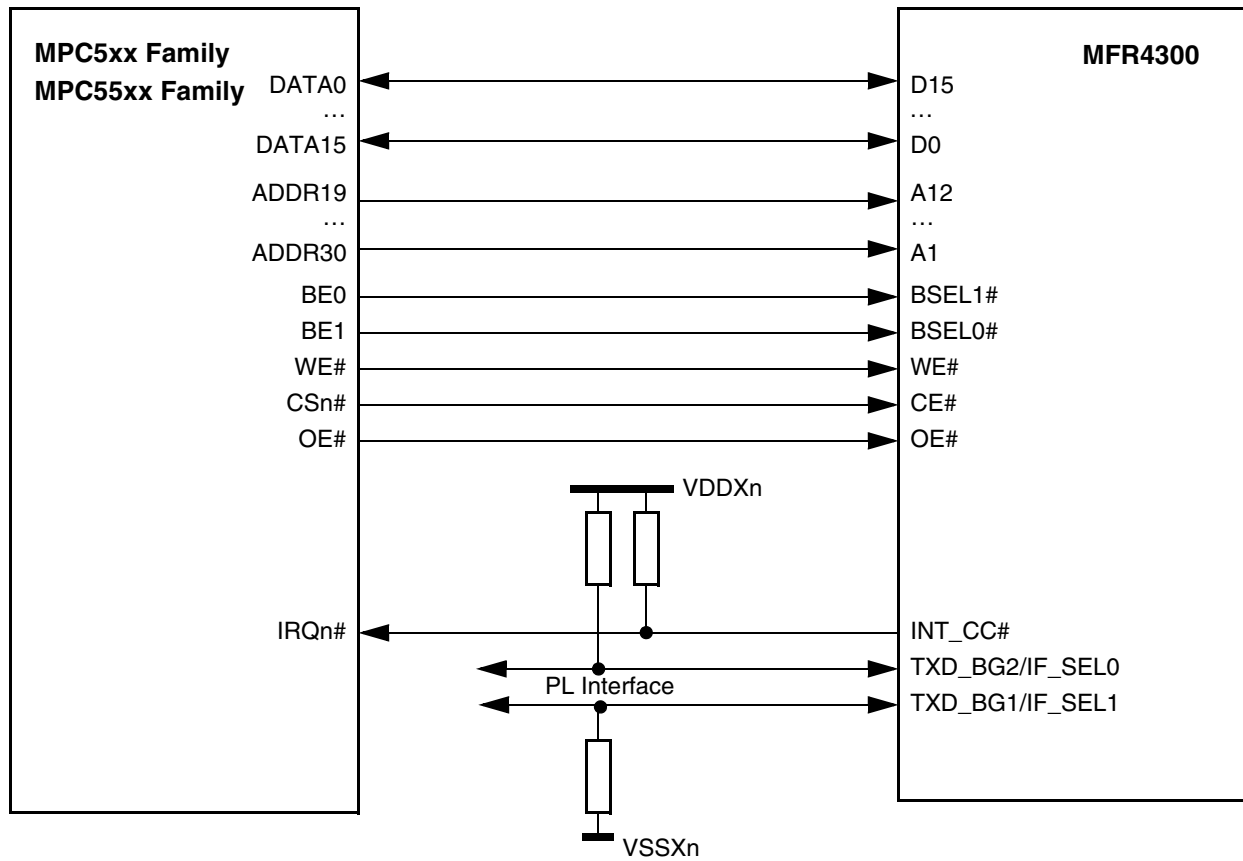 MPC5xx Family
MPC55xx Family
MFR4300
DATA0
D15
…
…
DATA15
D0
ADDR19
A12
…
…
ADDR30
A1
BE0
BSEL1#
BE1
BSEL0#
WE#
WE#
CSn#
CE#
OE#
OE#
VDDXn
IRQn#
INT_CC#
TXD_BG2/IF_SEL0
PL Interface
TXD_BG1/IF_SEL1
VSSXn